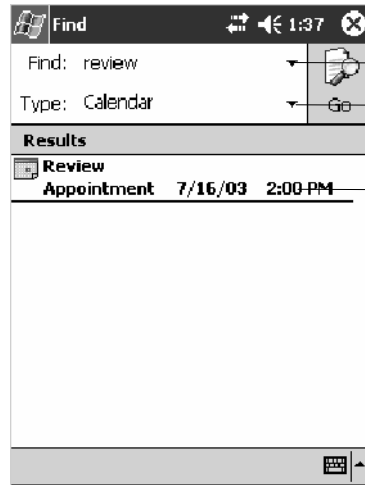 Find 1:37
Find: review
Type: Calendar
Go
Results
Review
Appointment 7/16/03 2:00 PM